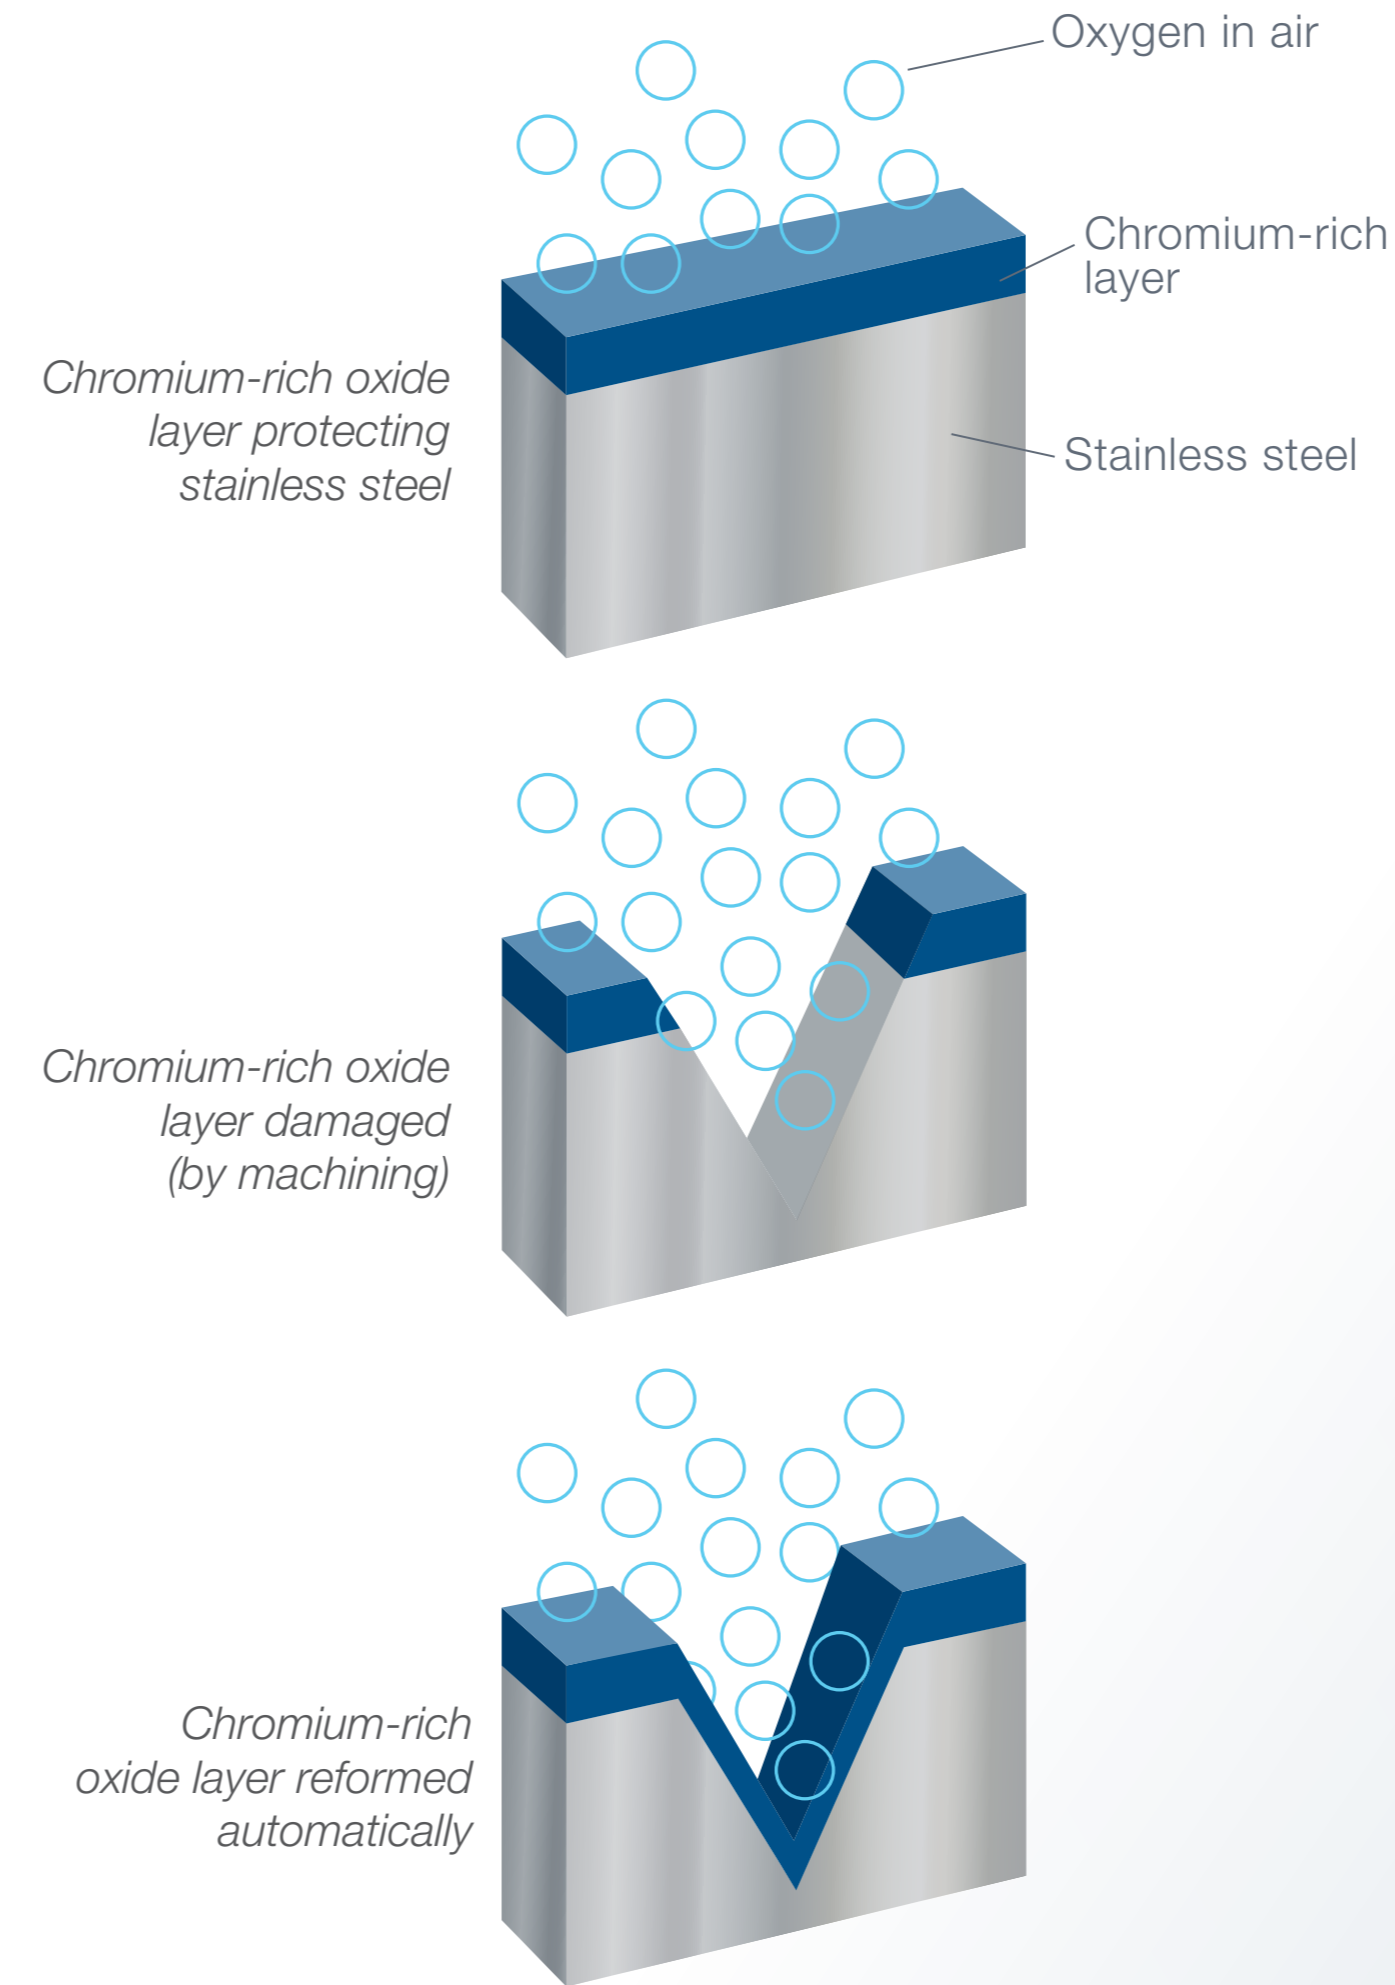 Oxygen in air
Chromium-rich
layer
Chromium-rich oxide
layer protecting
stainless steel
Stainless steel
Chromium-rich oxide
layer damaged
(by machining)
Chromium-rich
oxide layer reformed
automatically